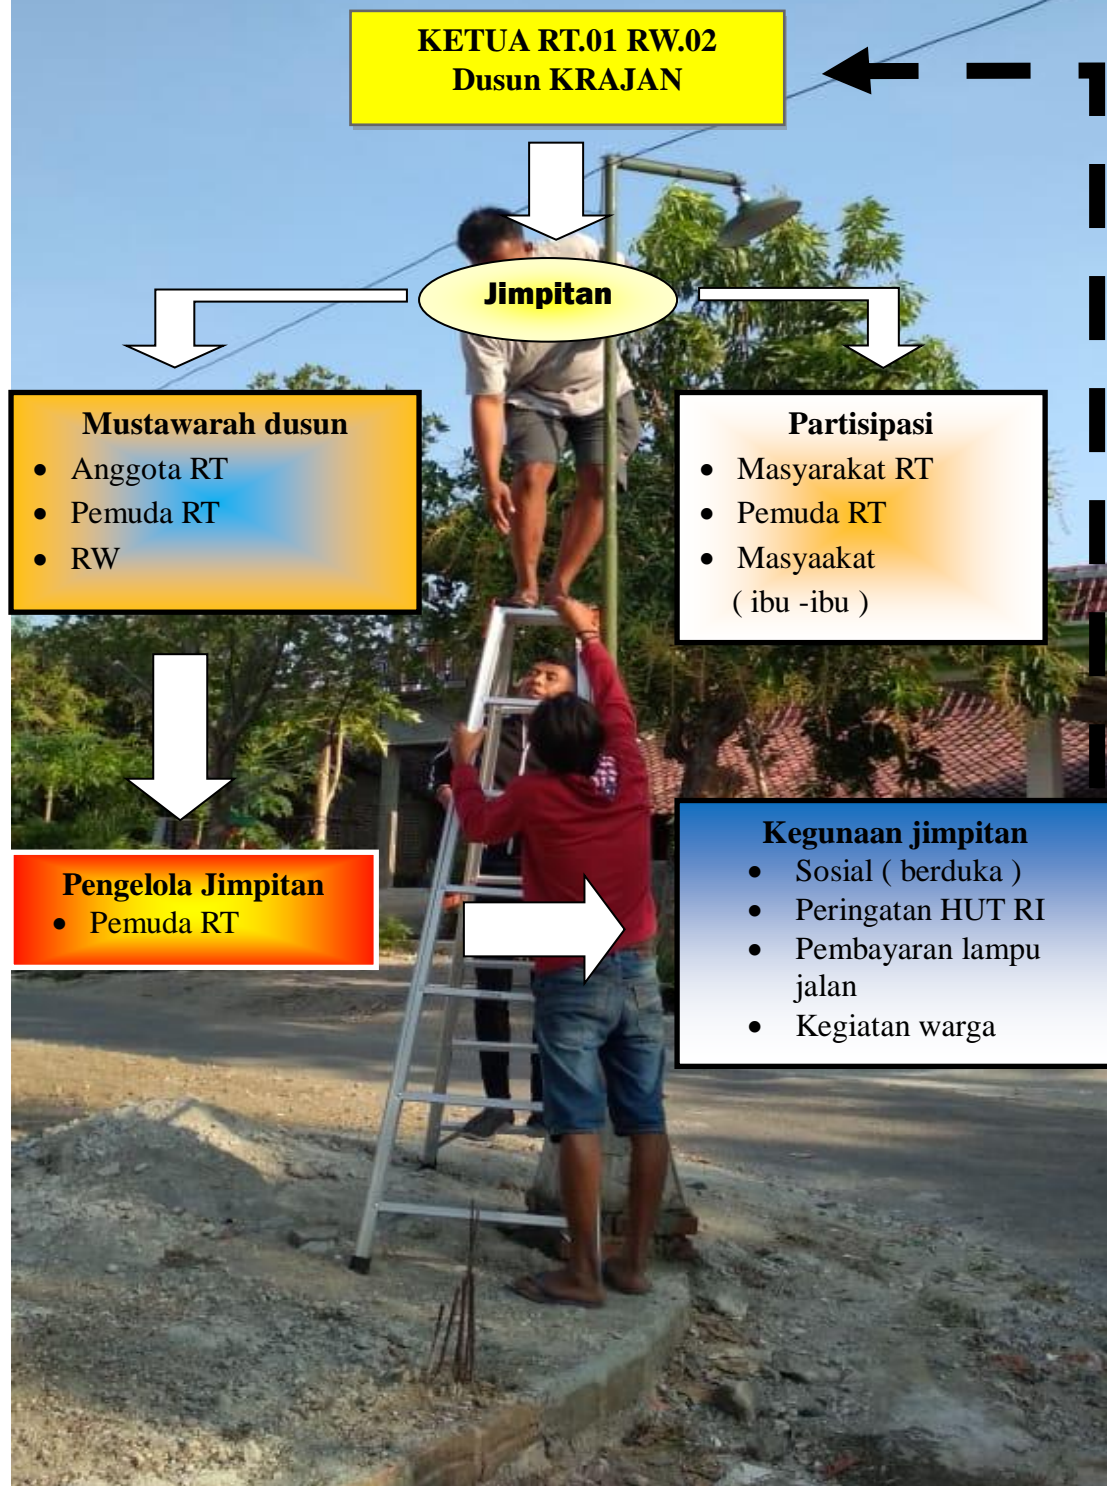 KETUA RT.01 RW.02
Dusun KRAJAN
Jimpitan
Mustawarah dusun
• Anggota RT
• Pemuda RT
• RW
Partisipasi
• Masyarakat RT
• Pemuda RT
• Masyaakat
( ibu -ibu )
Pengelola Jimpitan
• Pemuda RT
Kegunaan jimpitan
• Sosial ( berduka )
• Peringatan HUT RI
• Pembayaran lampu
jalan
• Kegiatan warga